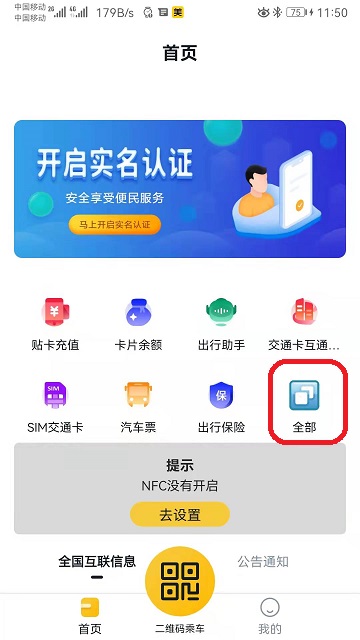 中国移动 2G 4G 179B/s 美 75 11:50
中国移动
首页
开启实名认证
安全享受便民服务
马上开启实名认证
贴卡充值 卡片余额 出行助手 交通卡互通...
SIM
保
SIM交通卡 汽车票 出行保险 全部
提示
NFC没有开启
去设置
全国互联信息 公告通知
首页 二维码乘车 我的